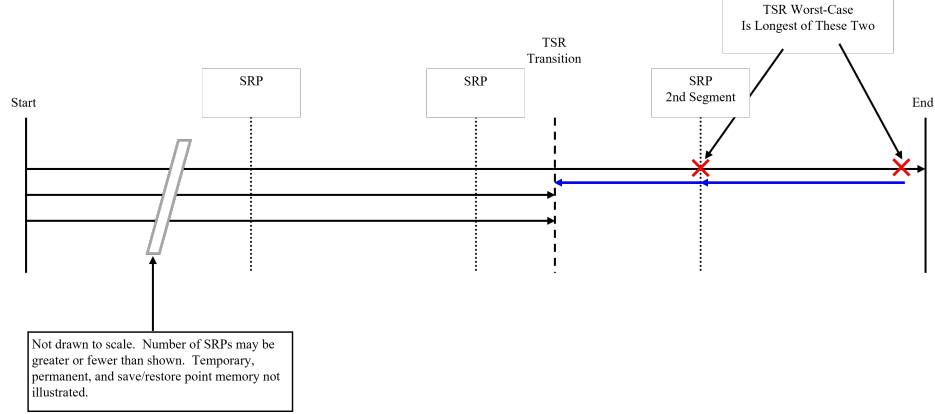 TSR Worst-Case
Is Longest of These Two
TSR
Transition
SRP
SRP
SRP
2nd Segment
Start
End
Not drawn to scale.  Number of SRPs may be
greater or fewer than shown.  Temporary,
permanent, and save/restore point memory not
illustrated.